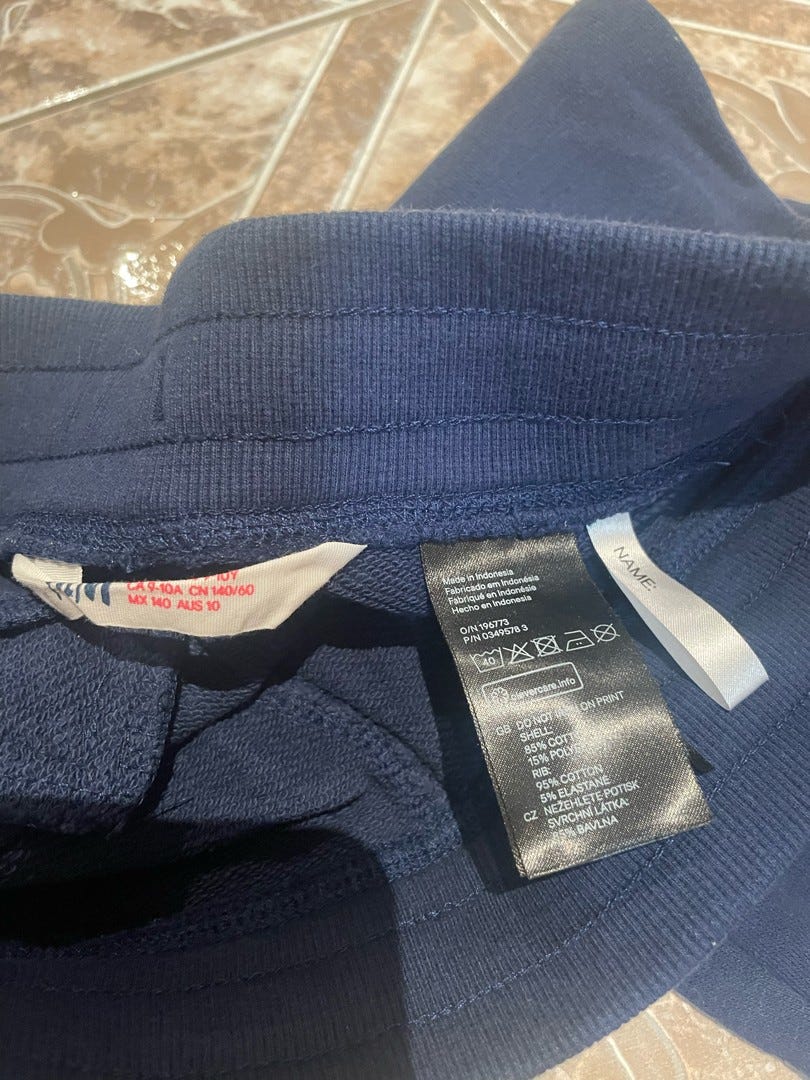 10Y
CA 9-10A CN 140/60
MX 140 AUS 10
Made in Indonesia
Fabricado em Indonésia
Fabriqué en Indonésie
Hecho en Indonesia
O/N 196773
P/N 0349578 3
40
clevercare.info
GB DO NOT ON PRINT
SHELL:
85% COTT
15% POLY
RIB:
95% COTTON
5% ELASTANE
CZ NEŽEHLETE POTISK
SVRCHNÍ LÁTKA:
BAVLNA
NAME: